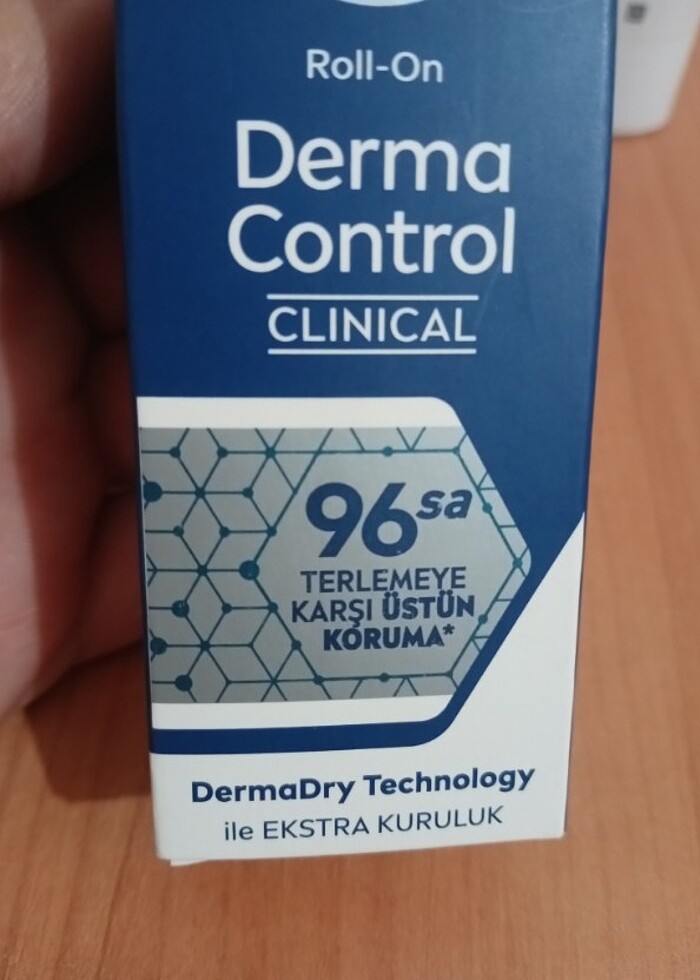 Roll-On
Derma
Control
CLINICAL
96sa
TERLEMEYE
KARŞI ÜSTÜN
KORUMA*
DermaDry Technology
ile EKSTRA KURULUK